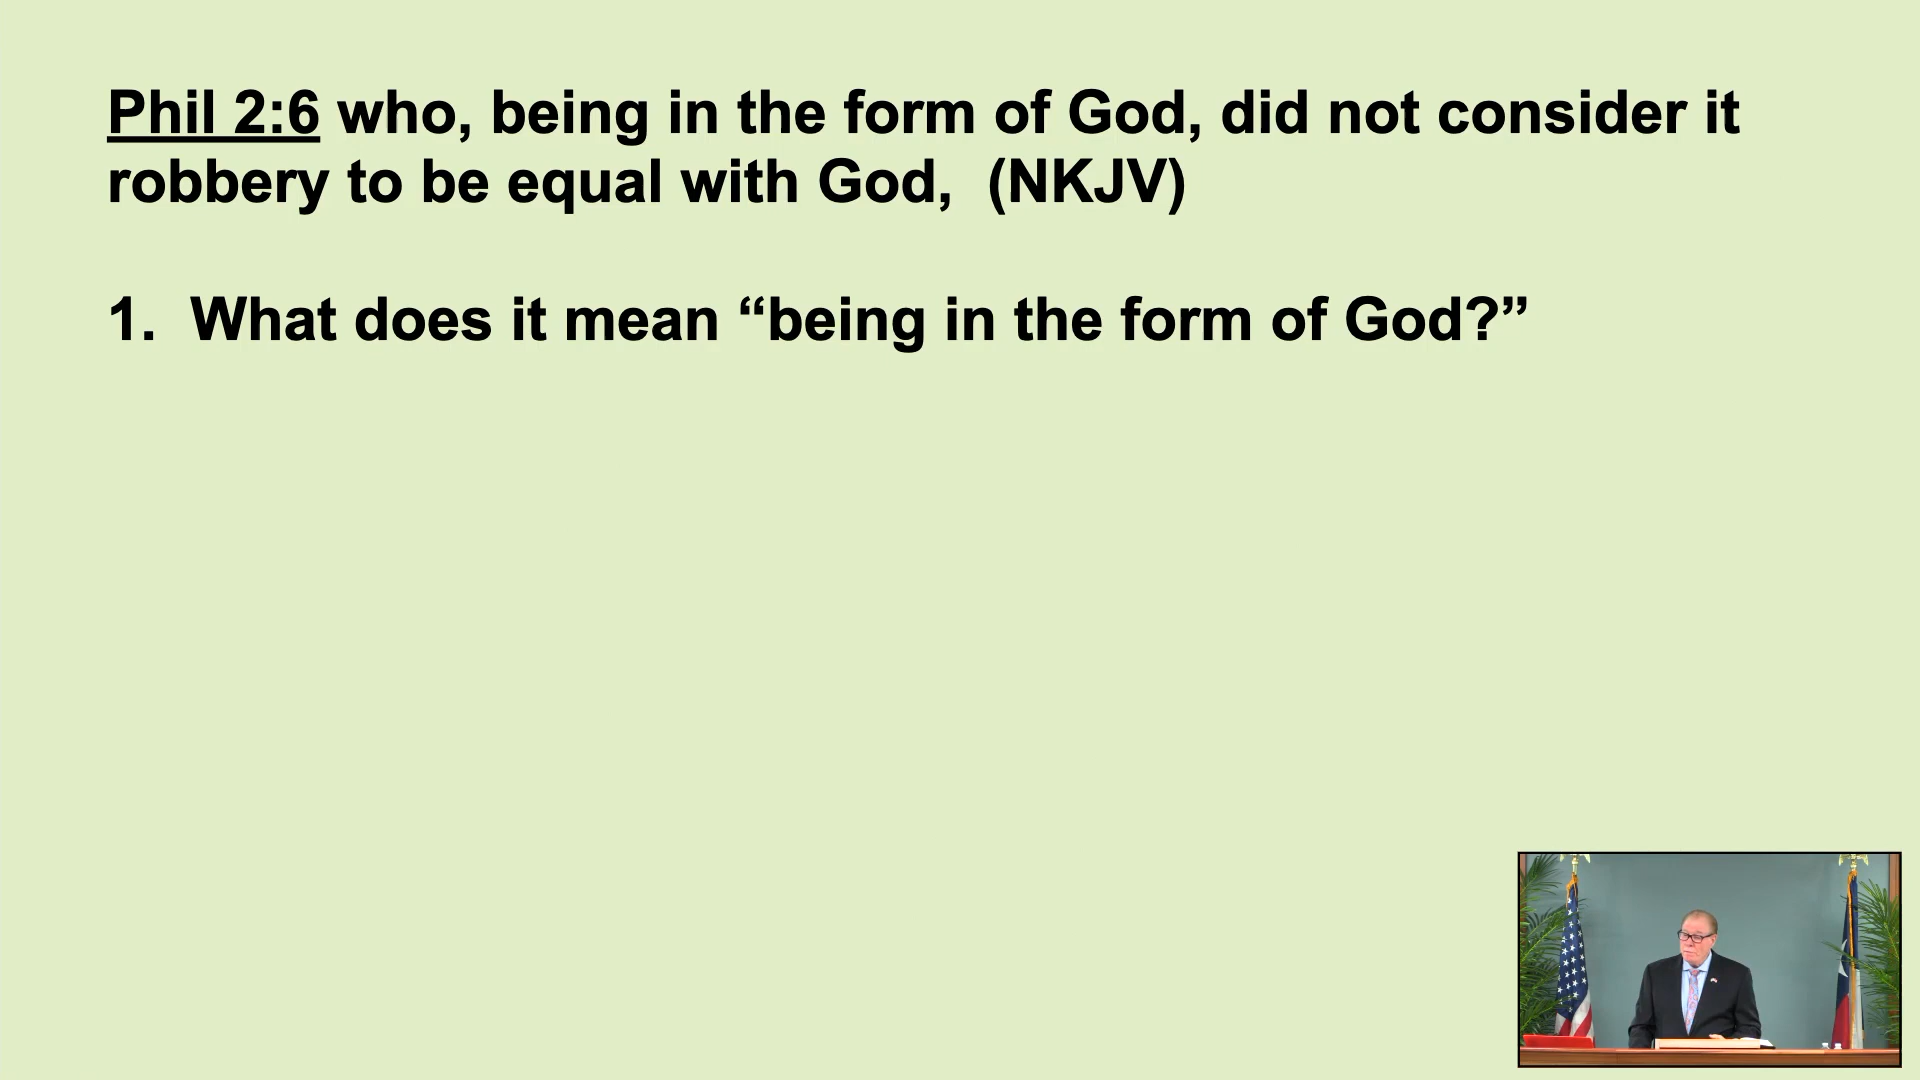 Phil 2:6 who, being in the form of God, did not consider it
robbery to be equal with God,  (NKJV)
1.  What does it mean “being in the form of God?”